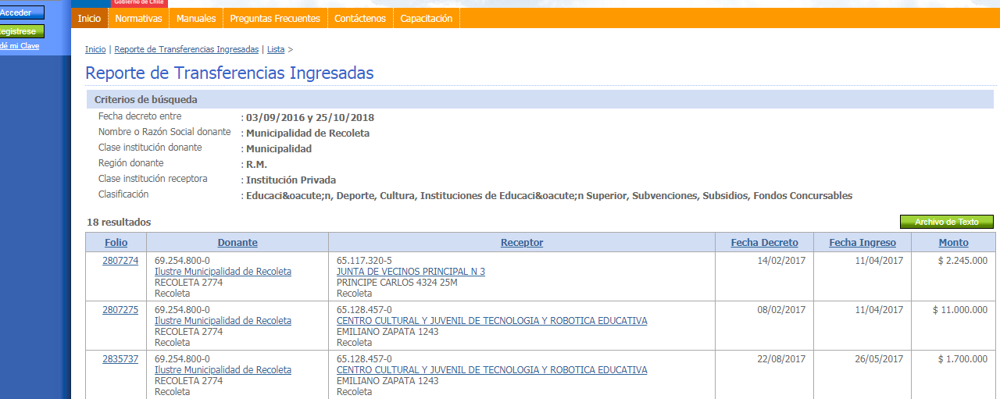 Gobierno de Chile
Acceder
egistrese
dé mi Clave
Inicio Normativas Manuales Preguntas Frecuentes Contáctenos Capacitación
Inicio | Reporte de Transferencias Ingresadas | Lista >
Reporte de Transferencias Ingresadas
Criterios de búsqueda
Fecha decreto entre : 03/09/2016 y 25/10/2018
Nombre o Razón Social donante : Municipalidad de Recoleta
Clase institución donante : Municipalidad
Región donante : R.M.
Clase institución receptora : Institución Privada
Clasificación : Educaci&oacute;n, Deporte, Cultura, Instituciones de Educaci&oacute;n Superior, Subvenciones, Subsidios, Fondos Concursables
18 resultados Archivo de Texto
Folio Donante Receptor Fecha Decreto Fecha Ingreso Monto
2807274 69.254.800-0 65.117.320-5 14/02/2017 11/04/2017 $ 2.245.000
Ilustre Municipalidad de Recoleta JUNTA DE VECINOS PRINCIPAL N 3
RECOLETA 2774 PRINCIPE CARLOS 4324 25M
Recoleta Recoleta
2807275 69.254.800-0 65.128.457-0 08/02/2017 11/04/2017 $ 11.000.000
Ilustre Municipalidad de Recoleta CENTRO CULTURAL Y JUVENIL DE TECNOLOGIA Y ROBOTICA EDUCATIVA
RECOLETA 2774 EMILIANO ZAPATA 1243
Recoleta Recoleta
2835737 69.254.800-0 65.128.457-0 22/08/2017 26/05/2017 $ 1.700.000
Ilustre Municipalidad de Recoleta CENTRO CULTURAL Y JUVENIL DE TECNOLOGIA Y ROBOTICA EDUCATIVA
RECOLETA 2774 EMILIANO ZAPATA 1243
Recoleta Recoleta